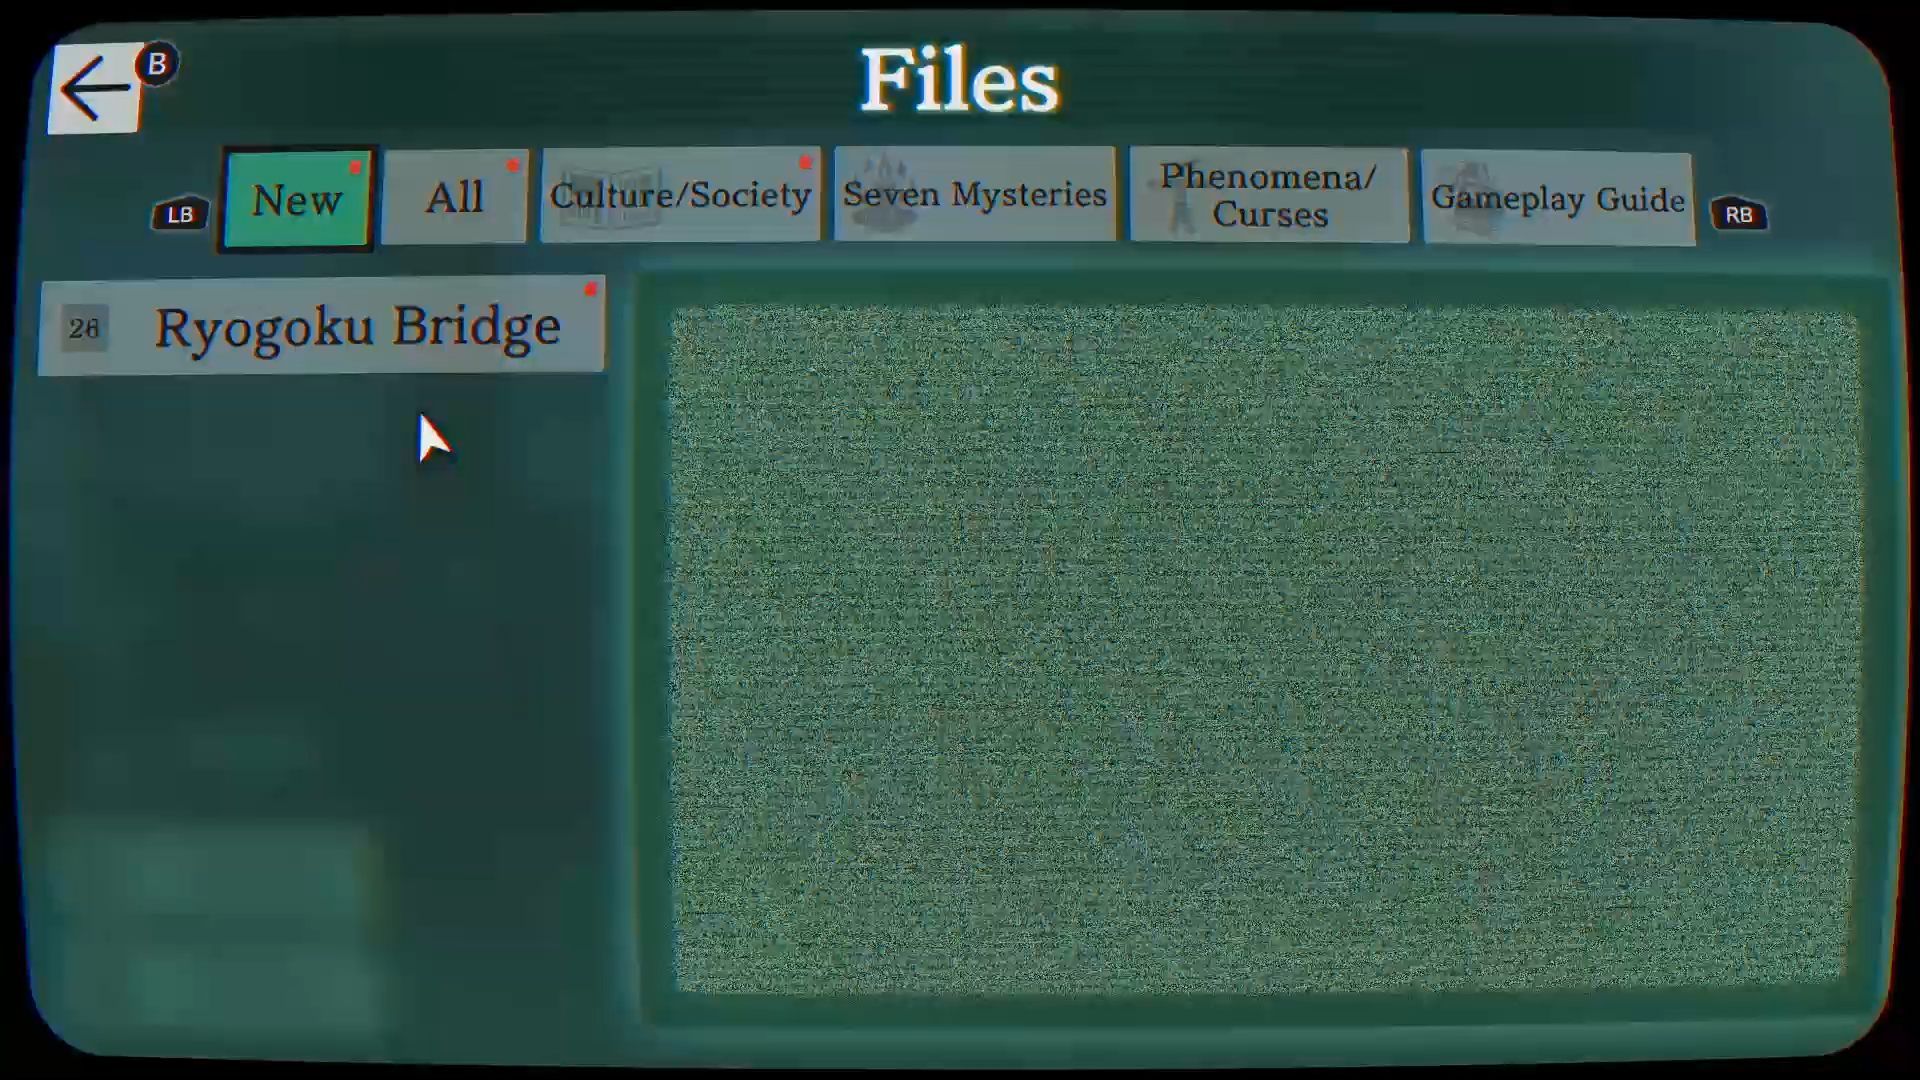 B
Files
LB
New
All
Culture/Society
Seven Mysteries
Phenomena/
Curses
Gameplay Guide
RB
26
Ryogoku Bridge